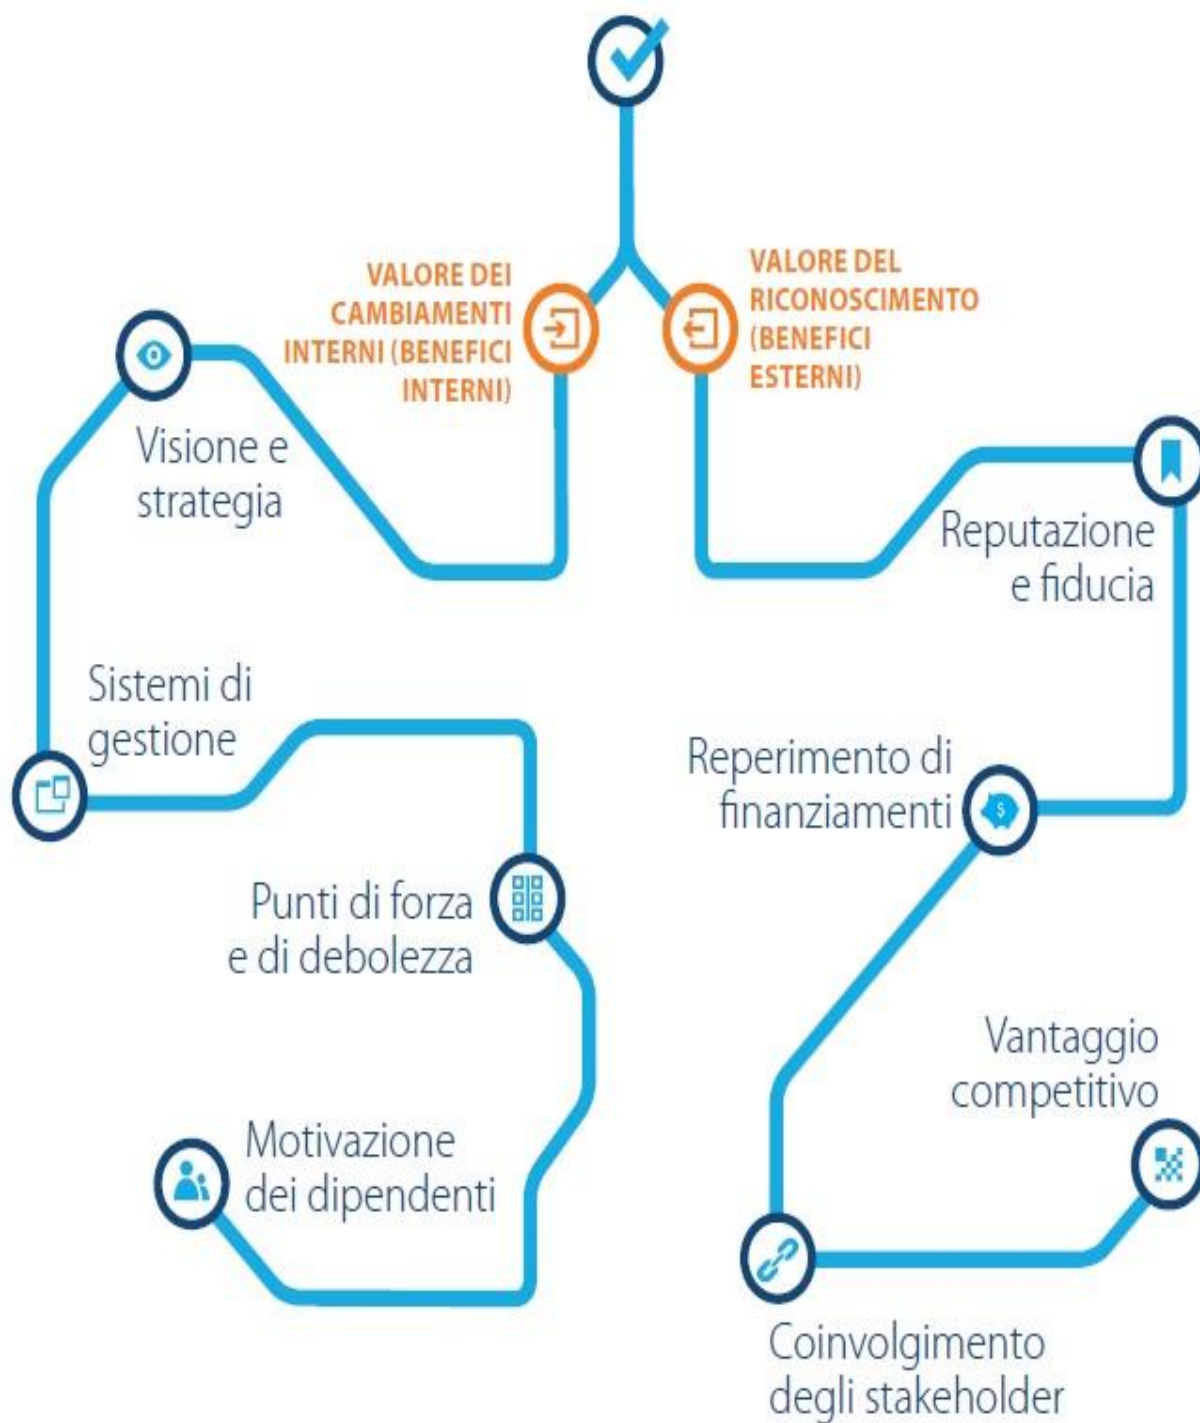 VALORE DEI
CAMBIAMENTI
INTERNI (BENEFICI
INTERNI)
VALORE DEL
RICONOSCIMENTO
(BENEFICI
ESTERNI)
Visione e
strategia
Reputazione
e fiducia
Sistemi di
gestione
Reperimento di
finanziamenti
$
Punti di forza
e di debolezza
Vantaggio
competitivo
Motivazione
dei dipendenti
Coinvolgimento
degli stakeholder